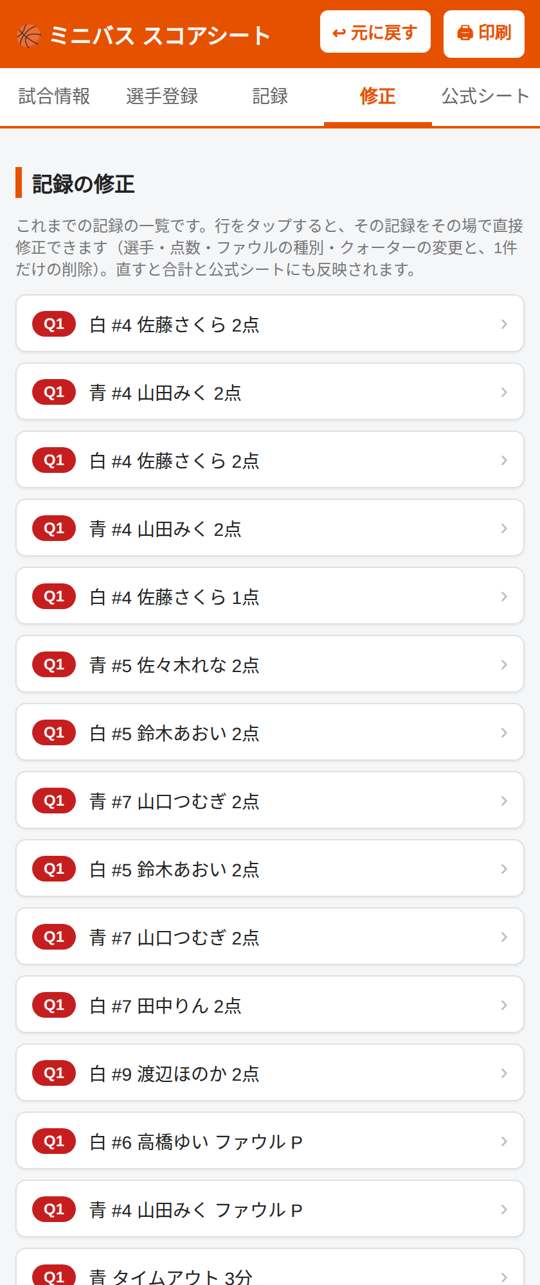 🏀 ミニバス スコアシート
↩ 元に戻す
🖨 印刷
試合情報
選手登録
記録
修正
公式シート
記録の修正
これまでの記録の一覧です。行をタップすると、その記録をその場で直接
修正できます（選手・点数・ファウルの種別・クォーターの変更と、1件
だけの削除）。直すと合計と公式シートにも反映されます。
Q1 白 #4 佐藤さくら 2点 ›
Q1 青 #4 山田みく 2点 ›
Q1 白 #4 佐藤さくら 2点 ›
Q1 青 #4 山田みく 2点 ›
Q1 白 #4 佐藤さくら 1点 ›
Q1 青 #5 佐々木れな 2点 ›
Q1 白 #5 鈴木あおい 2点 ›
Q1 青 #7 山口つむぎ 2点 ›
Q1 白 #5 鈴木あおい 2点 ›
Q1 青 #7 山口つむぎ 2点 ›
Q1 白 #7 田中りん 2点 ›
Q1 白 #9 渡辺ほのか 2点 ›
Q1 白 #6 高橋ゆい ファウル P ›
Q1 青 #4 山田みく ファウル P ›
Q1 青 タイムアウト 3分 ›